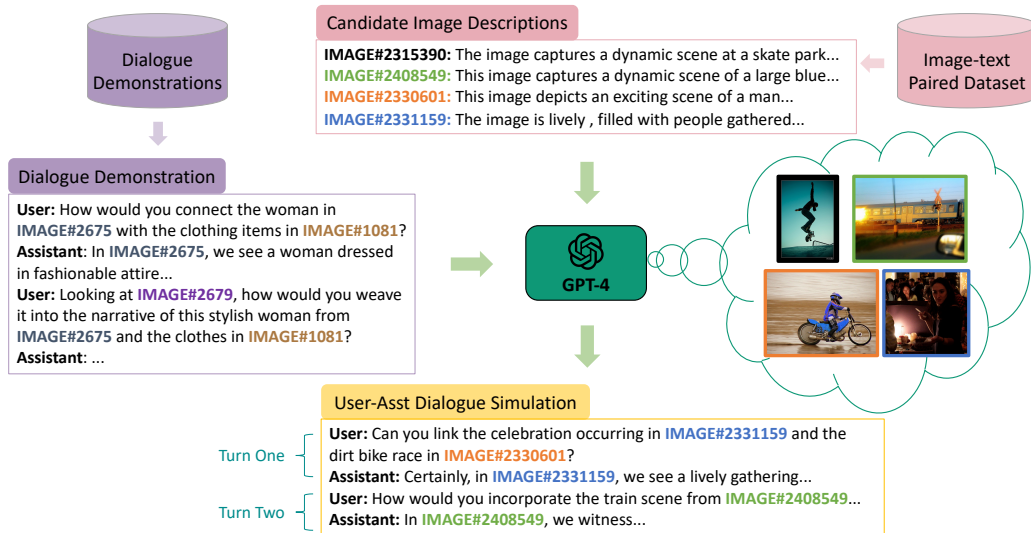 Dialogue
Demonstrations
Candidate Image Descriptions
IMAGE#2315390: The image captures a dynamic scene at a skate park...
IMAGE#2408549: This image captures a dynamic scene of a large blue...
IMAGE#2330601: This image depicts an exciting scene of a man...
IMAGE#2331159: The image is lively , filled with people gathered...
Image-text
Paired Dataset
Dialogue Demonstration
User: How would you connect the woman in
IMAGE#2675 with the clothing items in IMAGE#1081?
Assistant: In IMAGE#2675, we see a woman dressed
in fashionable attire...
User: Looking at IMAGE#2679, how would you weave
it into the narrative of this stylish woman from
IMAGE#2675 and the clothes in IMAGE#1081?
Assistant: ...
GPT-4
User-Asst Dialogue Simulation
Turn One
User: Can you link the celebration occurring in IMAGE#2331159 and the
dirt bike race in IMAGE#2330601?
Assistant: Certainly, in IMAGE#2331159, we see a lively gathering...
Turn Two
User: How would you incorporate the train scene from IMAGE#2408549...
Assistant: In IMAGE#2408549, we witness...